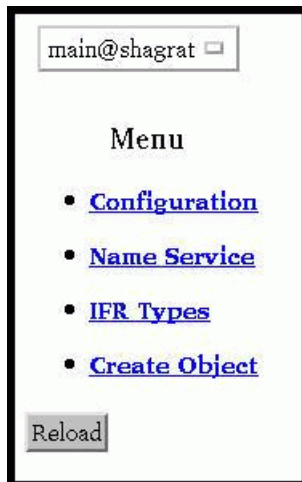 main@shagrat
Menu
Configuration
Name Service
IFR Types
Create Object
Reload